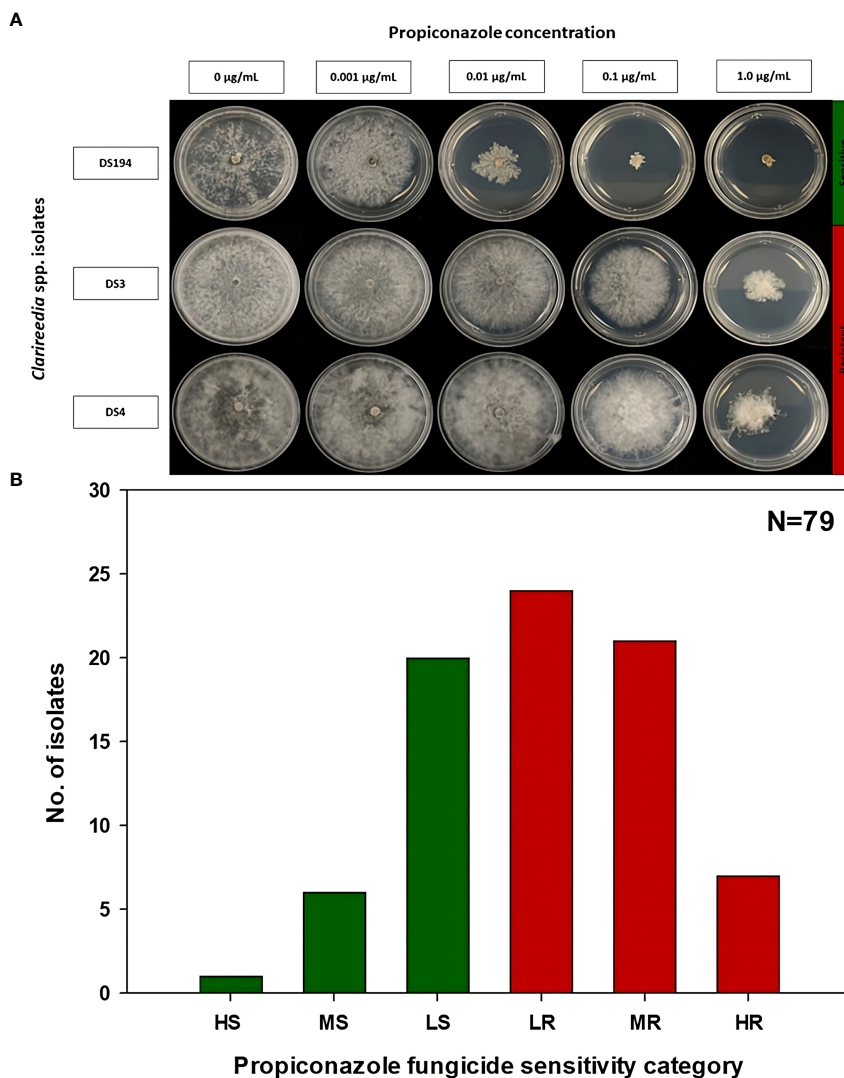 A
Propiconazole concentration
0 µg/mL
0.001 µg/mL
0.01 µg/mL
0.1 µg/mL
1.0 µg/mL
DS194
DS3
DS4
Clarireedia spp. isolates
B
N=79
30
25
20
15
10
5
0
No. of isolates
HS
MS
LS
LR
MR
HR
Propiconazole fungicide sensitivity category